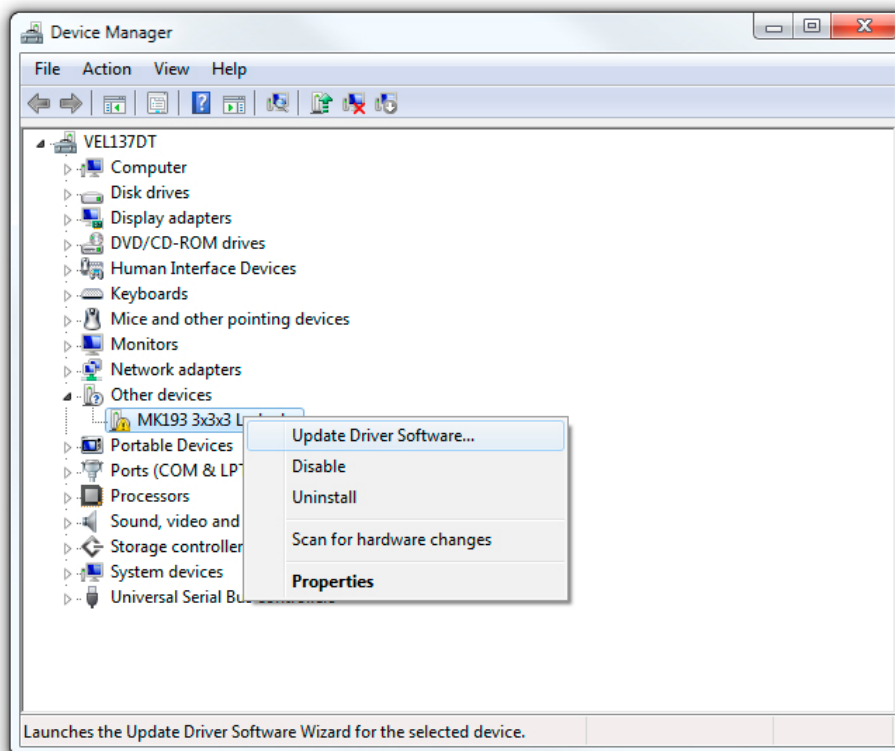 Device Manager
File Action View Help
VEL137DT
Computer
Disk drives
Display adapters
DVD/CD-ROM drives
Human Interface Devices
Keyboards
Mice and other pointing devices
Monitors
Network adapters
Other devices
MK193 3x3x3
Portable Devices
Ports (COM &
Processors
Sound, video and
Storage
System devices
Universal Serial
Update Driver Software...
Disable
Uninstall
Scan for hardware changes
Properties
Launches the Update Driver Software Wizard for the selected device.